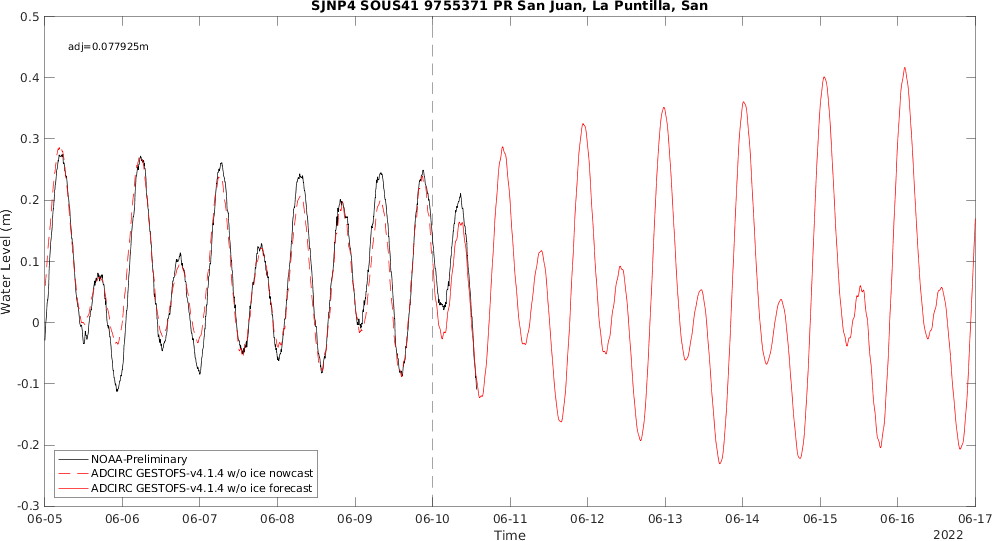 SJNP4 SOUS41 9755371 PR San Juan, La Puntilla, San
adj=0.077925m
Water Level (m)
0.5
0.4
0.3
0.2
0.1
0
-0.1
-0.2
-0.3
NOAA-Preliminary
ADCIRC GESTOFS-v4.1.4 w/o ice nowcast
ADCIRC GESTOFS-v4.1.4 w/o ice forecast
06-05 06-06 06-07 06-08 06-09 06-10 06-11 06-12 06-13 06-14 06-15 06-16 06-17
Time
2022